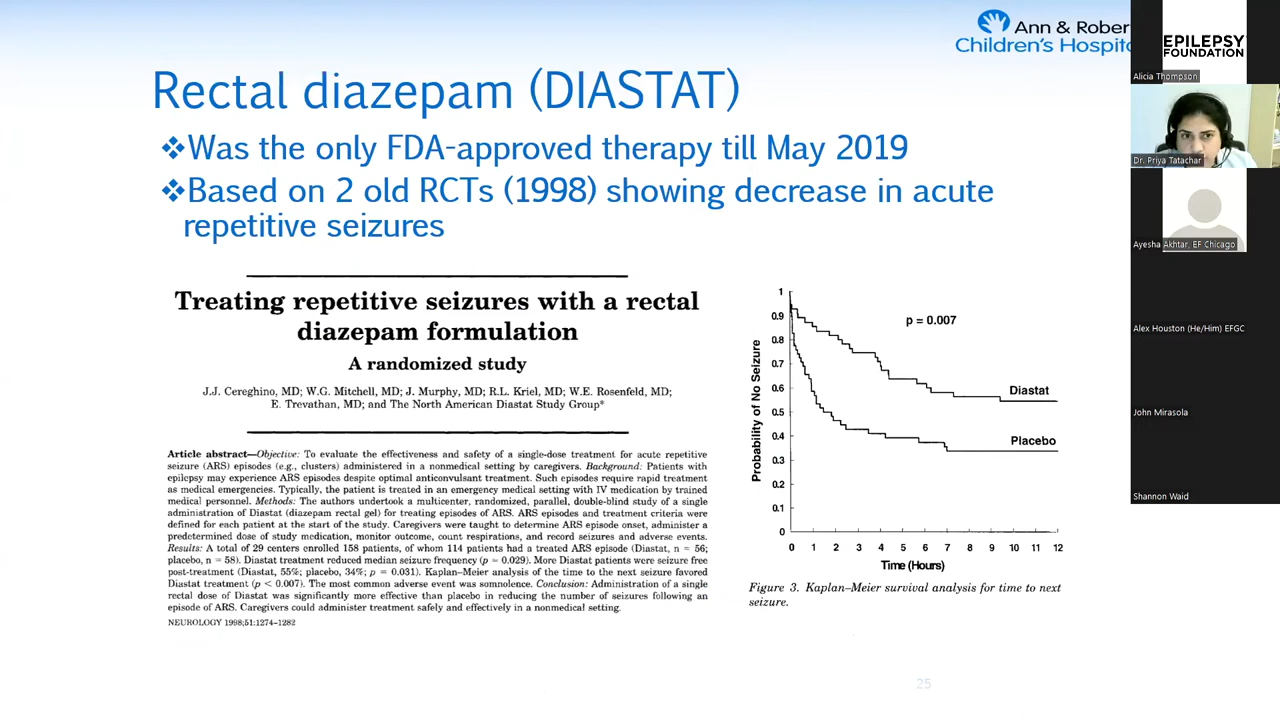 Ann & Rober
Children's Hospit
EPILEPSY
FOUNDATION
Alicia Thompson
Rectal diazepam (DIASTAT)
❖Was the only FDA-approved therapy till May 2019
❖Based on 2 old RCTs (1998) showing decrease in acute
repetitive seizures
Dr. Priya Tatachar
Ayesha Akhtar, EF Chicago
Alex Houston (He/Him) EFGC
John Mirasola
Shannon Waid
Treating repetitive seizures with a rectal
diazepam formulation
A randomized study
J.J. Cereghino, MD; W.G. Mitchell, MD; J. Murphy, MD; R.L. Kriel, MD; W.E. Rosenfeld, MD;
E. Trevathan, MD; and The North American Diastat Study Group*
Article abstract—Objective: To evaluate the effectiveness and safety of a single-dose treatment for acute repetitive
seizure (ARS) episodes (e.g., clusters) administered in a nonmedical setting by caregivers. Background: Patients with
epilepsy may experience ARS episodes despite optimal anticonvulsant treatment. Such episodes require rapid treatment
as medical emergencies. Typically, the patient is treated in an emergency medical setting with IV medication by trained
medical personnel. Methods: The authors undertook a multicenter, randomized, parallel, double-blind study of a single
administration of Diastat (diazepam rectal gel) for treating episodes of ARS. ARS episodes and treatment criteria were
defined for each patient at the start of the study. Caregivers were taught to determine ARS episode onset, administer a
predetermined dose of study medication, monitor outcome, count respirations, and record seizures and adverse events.
Results: A total of 29 centers enrolled 158 patients, of whom 114 patients had a treated ARS episode (Diastat, n = 56;
placebo, n = 58). Diastat treatment reduced median seizure frequency (p = 0.029). More Diastat patients were seizure free
post-treatment (Diastat, 55%; placebo, 34%; p = 0.031). Kaplan–Meier analysis of the time to the next seizure favored
Diastat treatment (p < 0.007). The most common adverse event was somnolence. Conclusion: Administration of a single
rectal dose of Diastat was significantly more effective than placebo in reducing the number of seizures following an
episode of ARS. Caregivers could administer treatment safely and effectively in a nonmedical setting.
NEUROLOGY 1998;51:1274-1282
Probability of No Seizure
1
0.9
0.8
0.7
0.6
0.5
0.4
0.3
0.2
0.1
0
p = 0.007
Diastat
Placebo
0 1 2 3 4 5 6 7 8 9 10 11 12
Time (Hours)
Figure 3. Kaplan–Meier survival analysis for time to next
seizure.
25